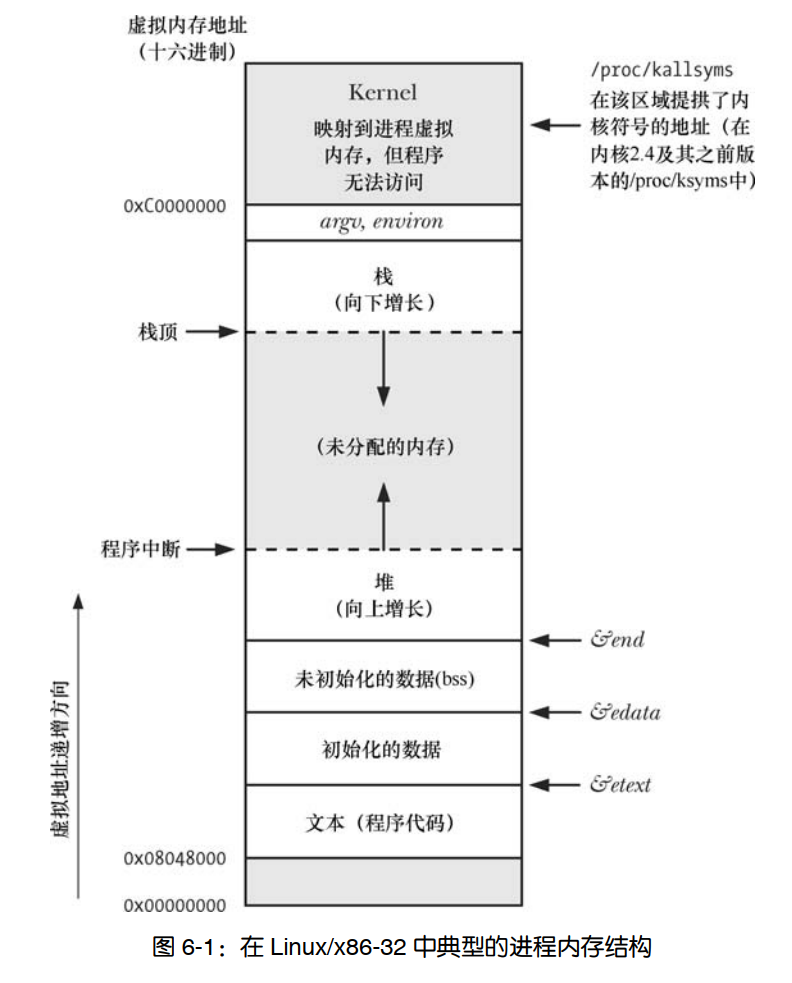 虚拟内存地址
（十六进制）
/proc/kallsyms
在该区域提供了内
核符号的地址（在
内核2.4及其之前版
本的/proc/ksyms中）
Kernel
映射到进程虚拟
内存，但程序
无法访问
0xC0000000
argv, environ
栈
（向下增长）
栈顶
（未分配的内存）
程序中断
堆
（向上增长）
&end
未初始化的数据(bss)
&edata
初始化的数据
&etext
文本（程序代码）
0x08048000
0x00000000
虚拟地址递增方向
图 6-1：在 Linux/x86-32 中典型的进程内存结构